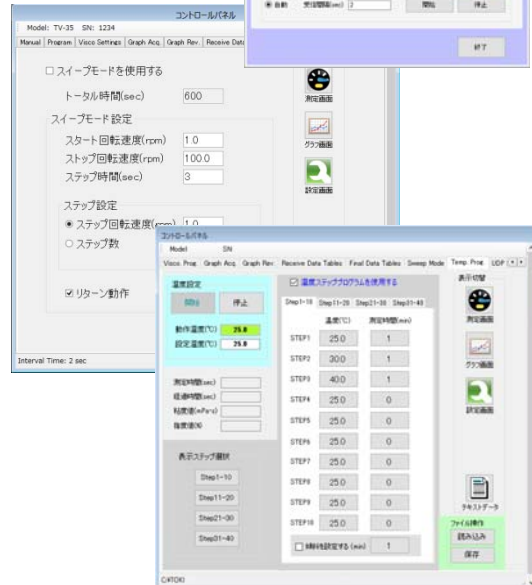 自動 受信間隔(sec) 2 開始 停止
終了
コントロールパネル
Model: TV-35 SN: 1234
Manual Program Visco Settings Graph Acq. Graph Rev. Receive Data
スイープモードを使用する
トータル時間(sec) 600
スイープモード設定
スタート回転速度(rpm) 1.0
ストップ回転速度(rpm) 100.0
ステップ時間(sec) 3
ステップ設定
ステップ回転速度(rpm) 1.0
ステップ数
リターン動作
Interval Time: 2 sec
測定画面
グラフ画面
設定画面
コントロールパネル
Model SN
Visco. Prog. Graph Acq. Graph Rev. Receive Data Tables Final Data Tables Sweep Mode Temp Prog. UDP
温度設定
開始 停止
動作温度(℃) 25.0
設定温度(℃) 25.0
測定時間(sec)
経過時間(sec)
粘度値(mPa・s)
指度値(%)
表示ステップ選択
Step1-10
Step11-20
Step21-30
Step31-40
温度ステッププログラムを使用する
Step1-10 Step11-20 Step21-30 Step31-40
温度(℃) 測定時間(min)
STEP1 25.0 1
STEP2 30.0 1
STEP3 40.0 1
STEP4 25.0 0
STEP5 25.0 0
STEP6 25.0 0
STEP7 25.0 0
STEP8 25.0 0
STEP9 25.0 0
STEP10 25.0 0
傾斜を設定する(min) 1
表示切替
測定画面
グラフ画面
設定画面
テキストデータ
ファイル操作
読み込み
保存
C:¥TOKI